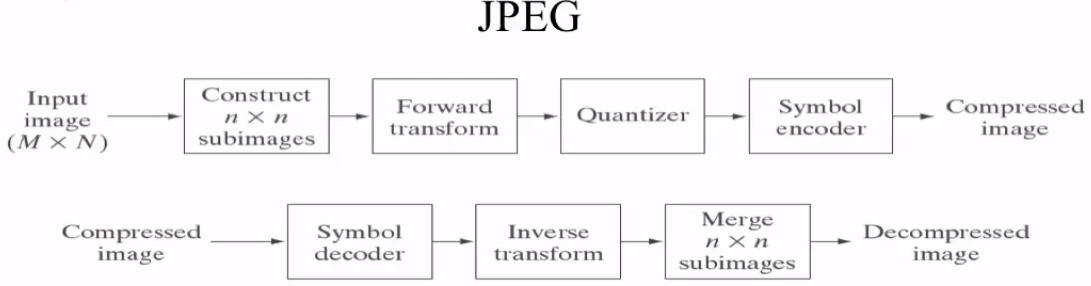 JPEG
Input
image
(M × N)
Construct
n × n
subimages
Forward
transform
Quantizer
Symbol
encoder
Compressed
image
Compressed
image
Symbol
decoder
Inverse
transform
Merge
n × n
subimages
Decompressed
image